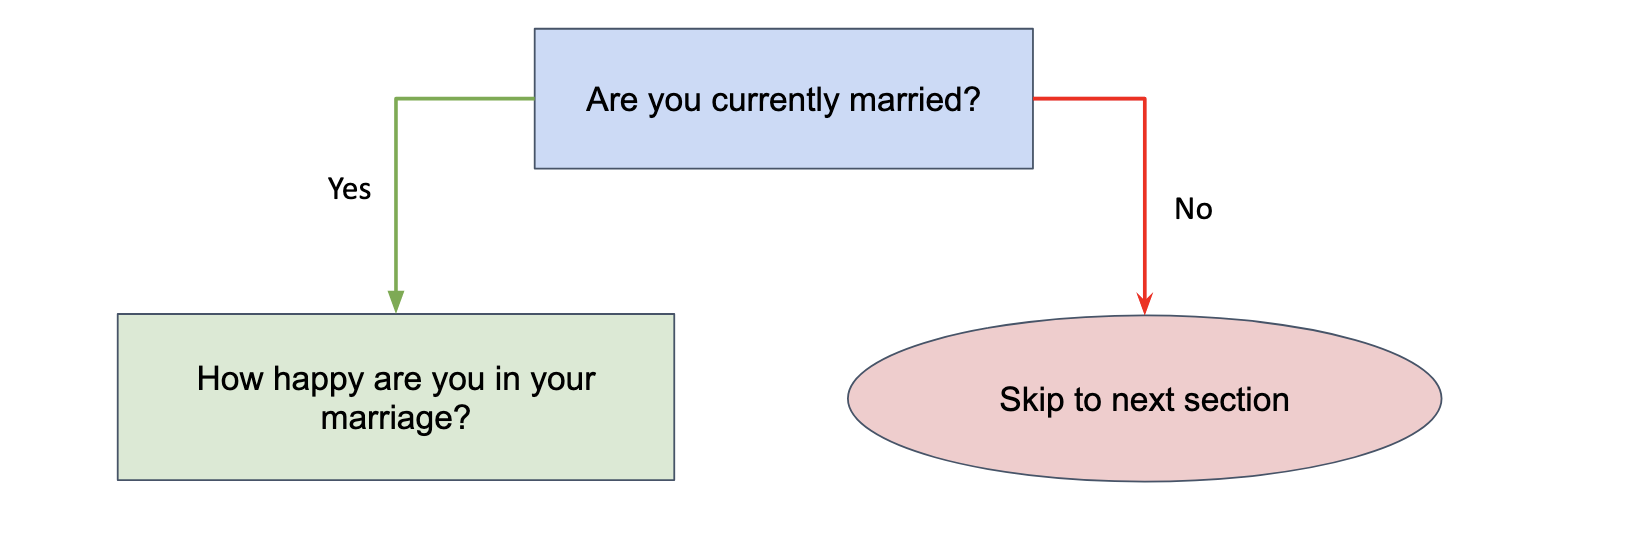 Are you currently married?
Yes
No
How happy are you in your
marriage?
Skip to next section